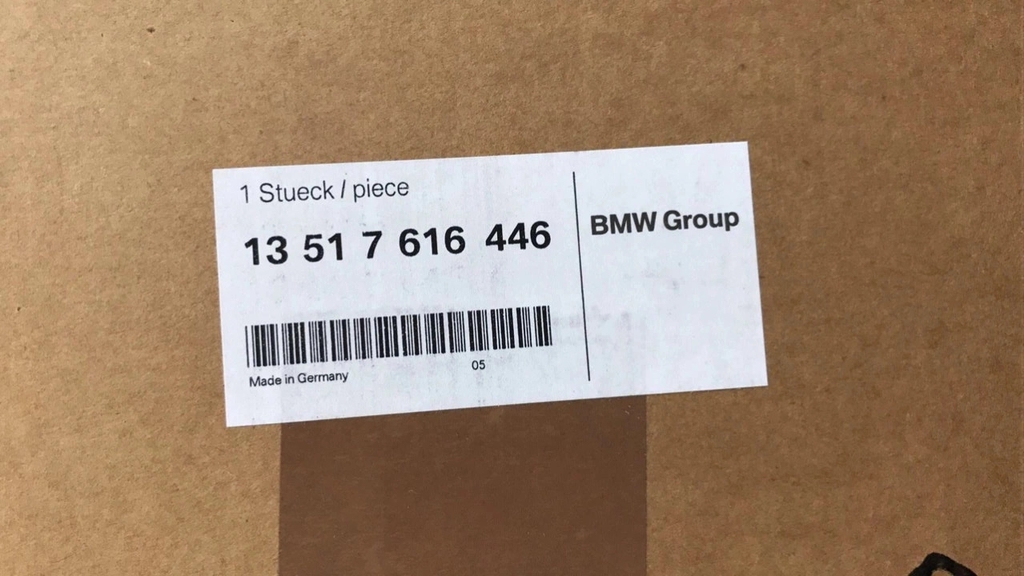 1 Stueck / piece
13 51 7 616 446
BMW Group
Made in Germany
05